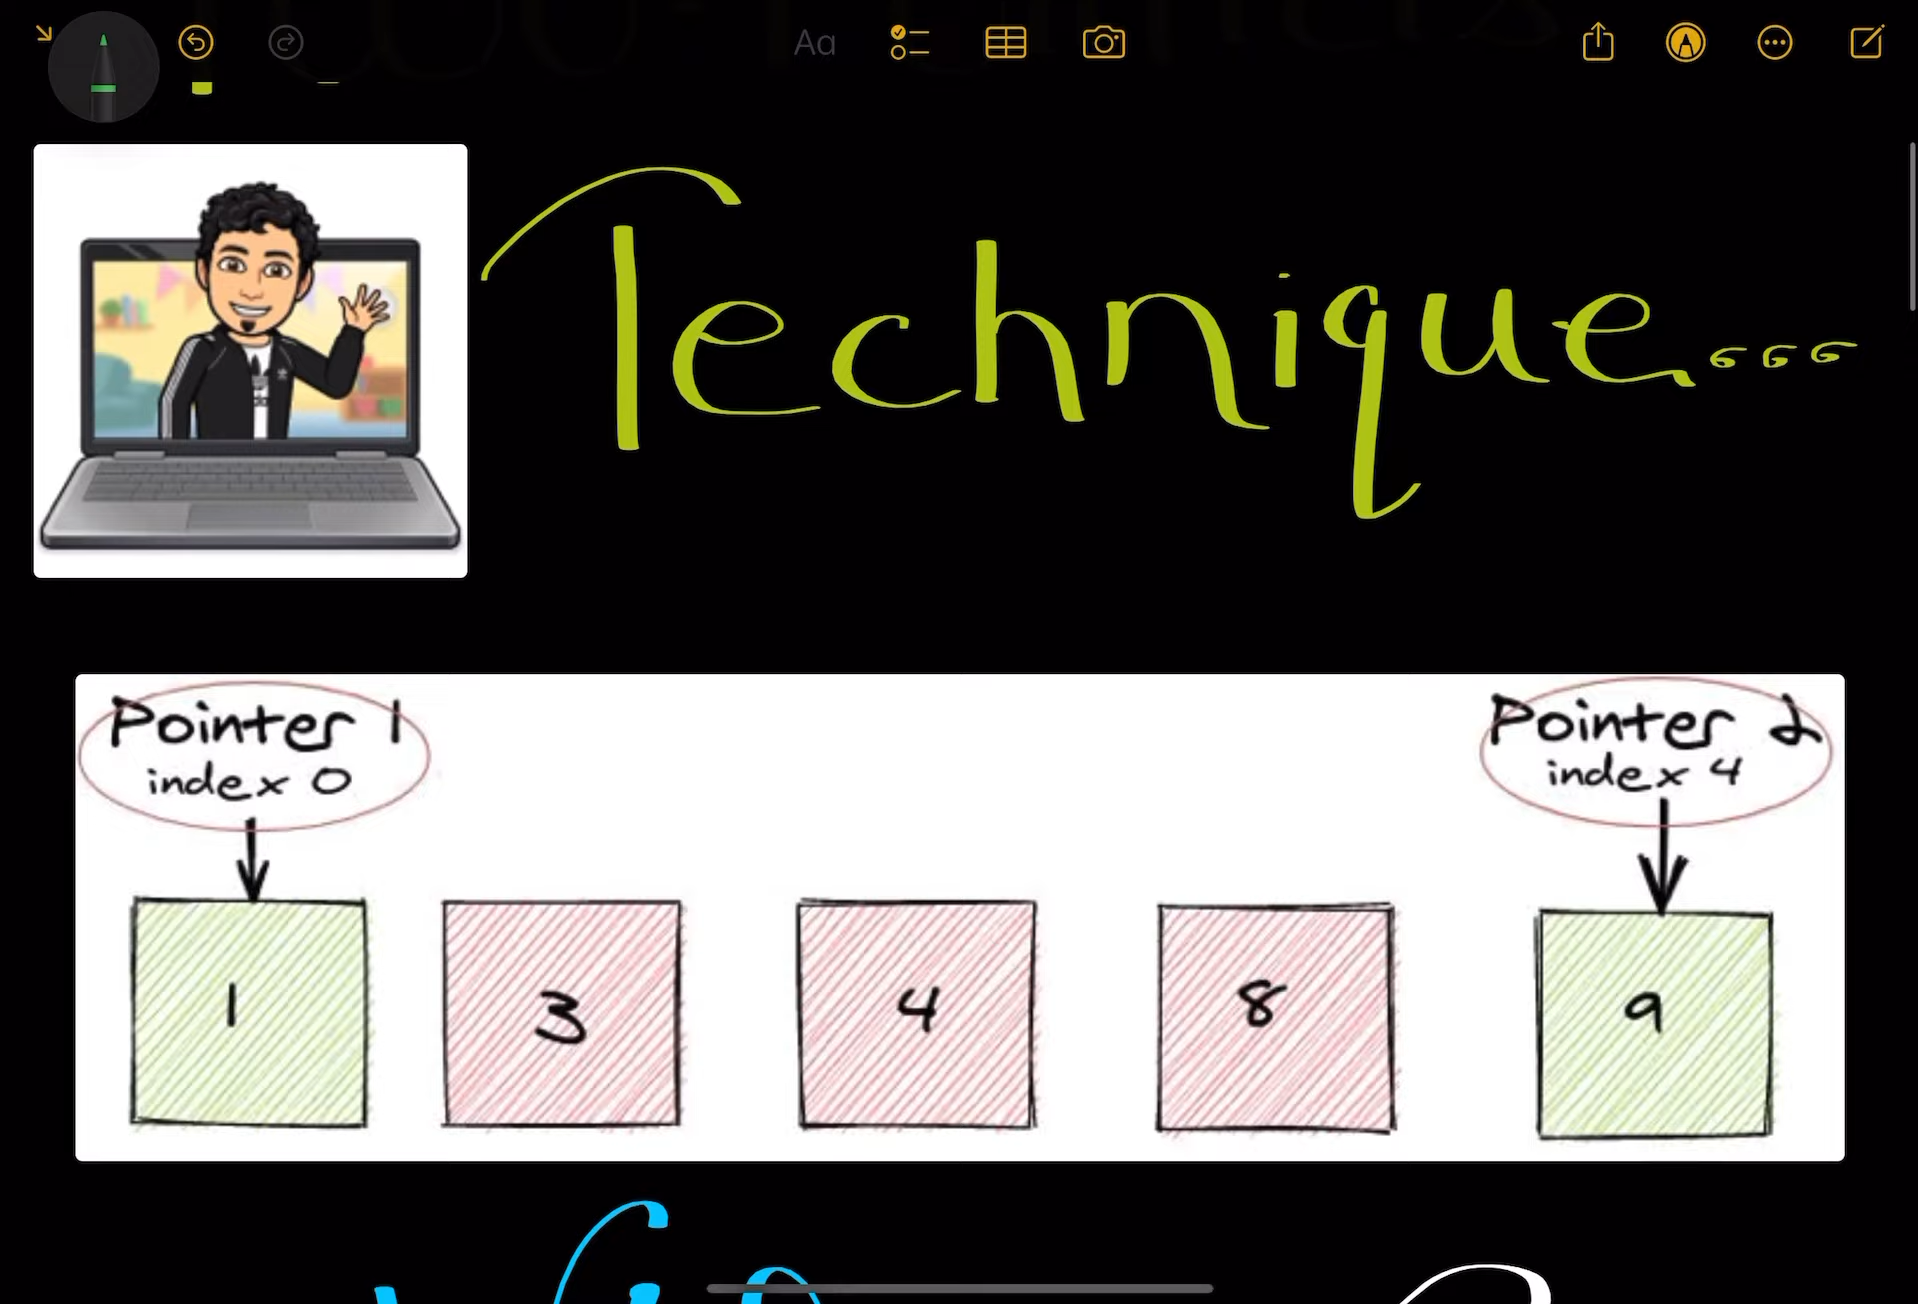 Aa
Technique...
Pointer 1
index 0
Pointer 2
index 4
1 3 4 8 9